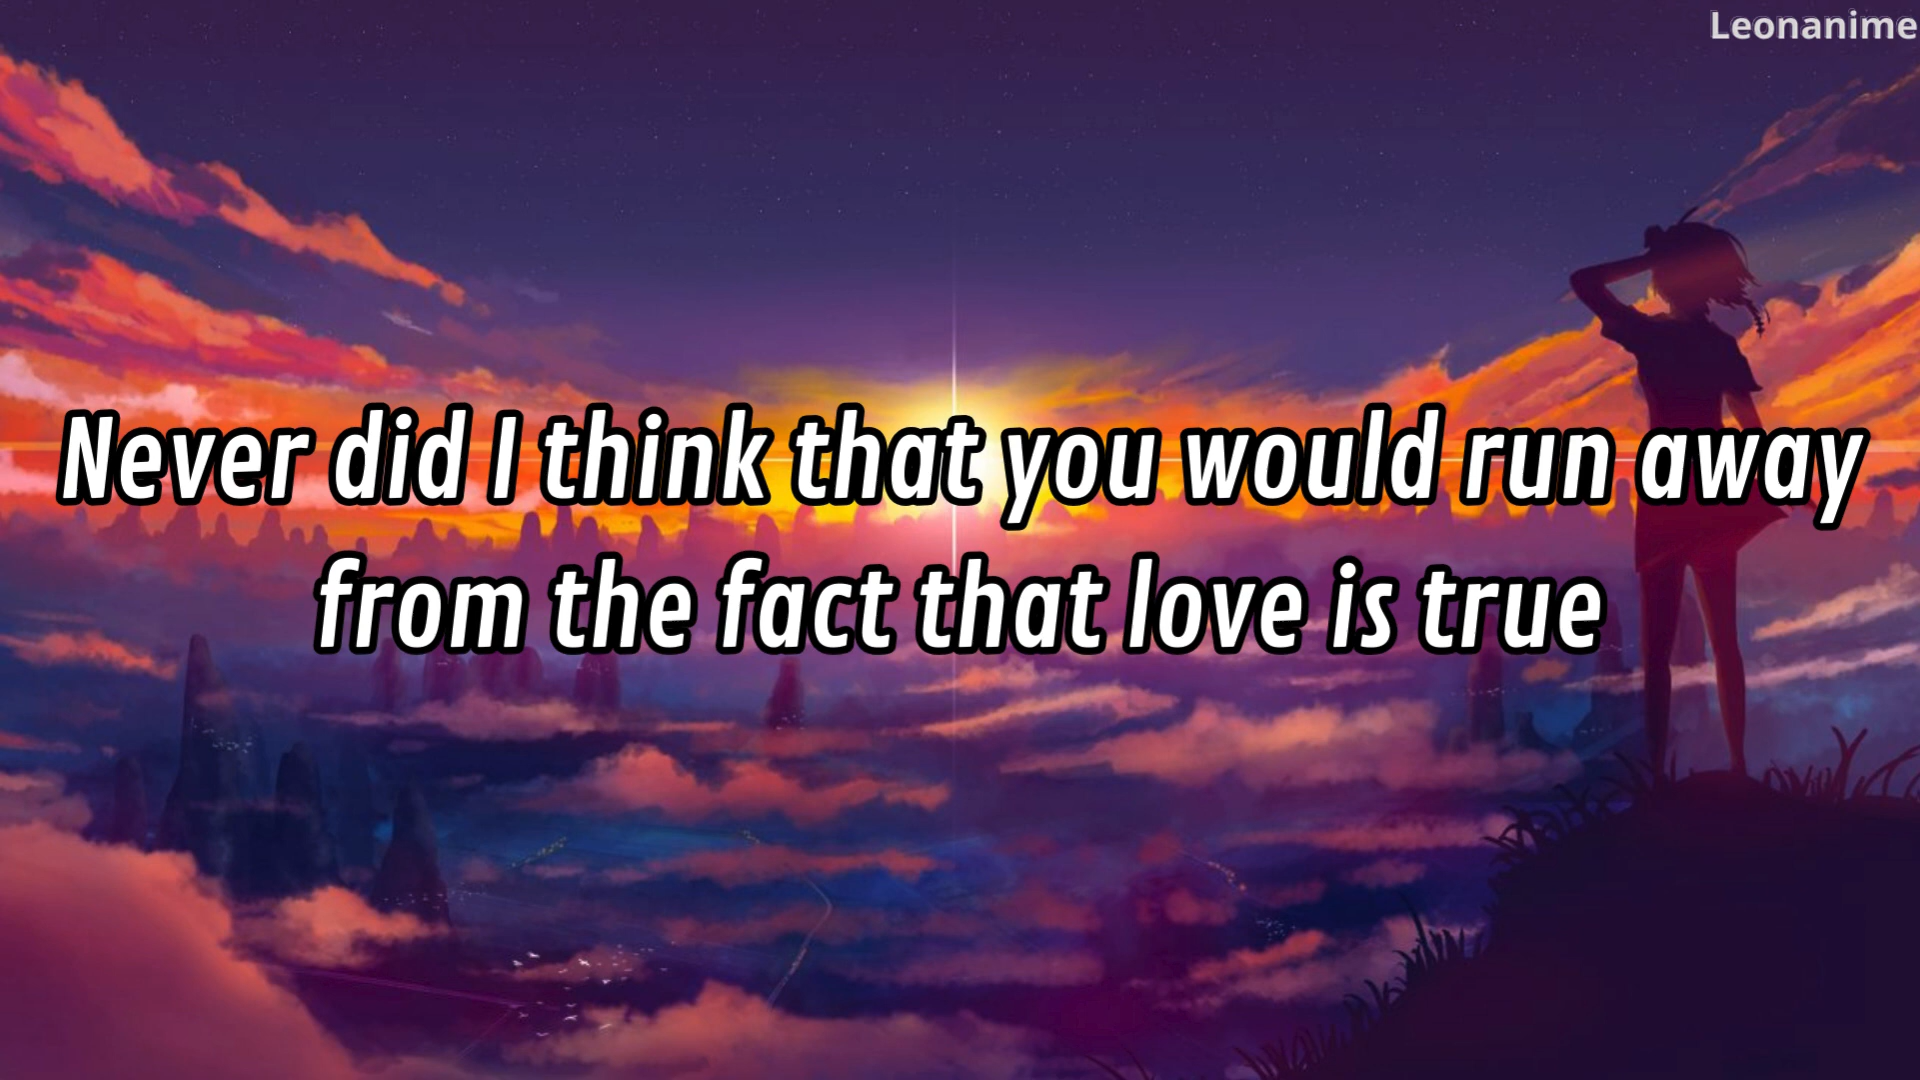 Leonanime
Never did I think that you would run away
from the fact that love is true